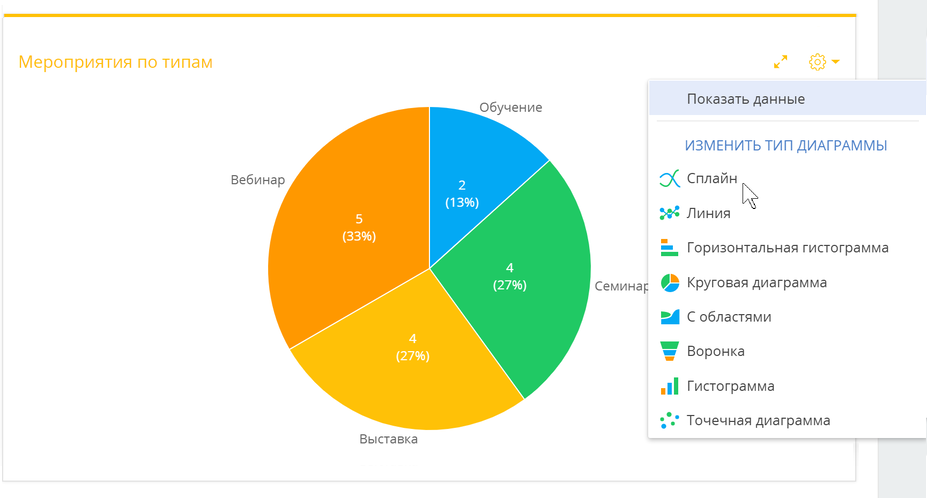 Мероприятия по типам
Обучение
2
(13%)
Вебинар
5
(33%)
4
(27%)
Семинар
4
(27%)
Выставка
Показать данные
ИЗМЕНИТЬ ТИП ДИАГРАММЫ
Сплайн
Линия
Горизонтальная гистограмма
Круговая диаграмма
С областями
Воронка
Гистограмма
Точечная диаграмма